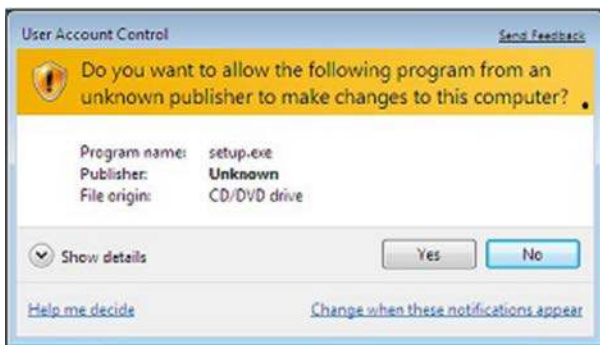 User Account Control
Send Feedback
Do you want to allow the following program from an
unknown publisher to make changes to this computer?
Program name: setup.exe
Publisher: Unknown
File origin: CD/DVD drive
Show details
Yes
No
Help me decide
Change when these notifications appear